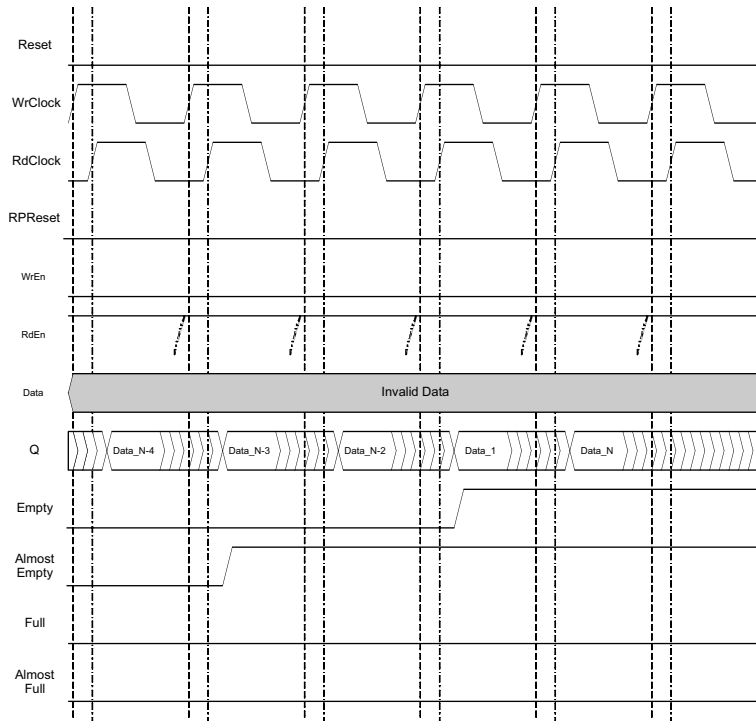 Reset
WrClock
RdClock
RPReset
WrEn
RdEn
Data
Invalid Data
Q
Data_N-4
Data_N-3
Data_N-2
Data_1
Data_N
Empty
Almost
Empty
Full
Almost
Full